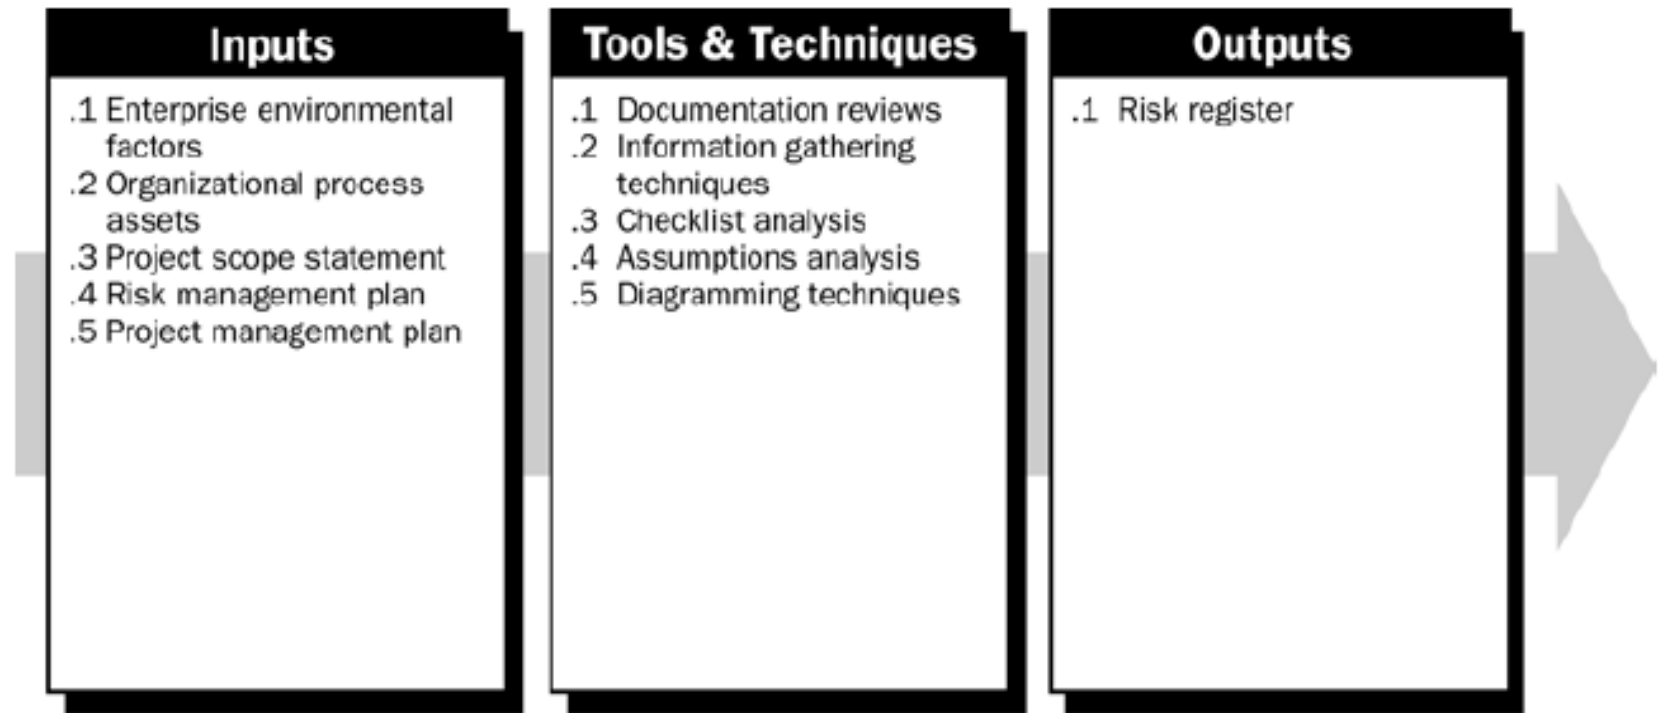 Inputs
.1 Enterprise environmental
factors
.2 Organizational process
assets
.3 Project scope statement
.4 Risk management plan
.5 Project management plan
Tools & Techniques
.1 Documentation reviews
.2 Information gathering
techniques
.3 Checklist analysis
.4 Assumptions analysis
.5 Diagramming techniques
Outputs
.1 Risk register